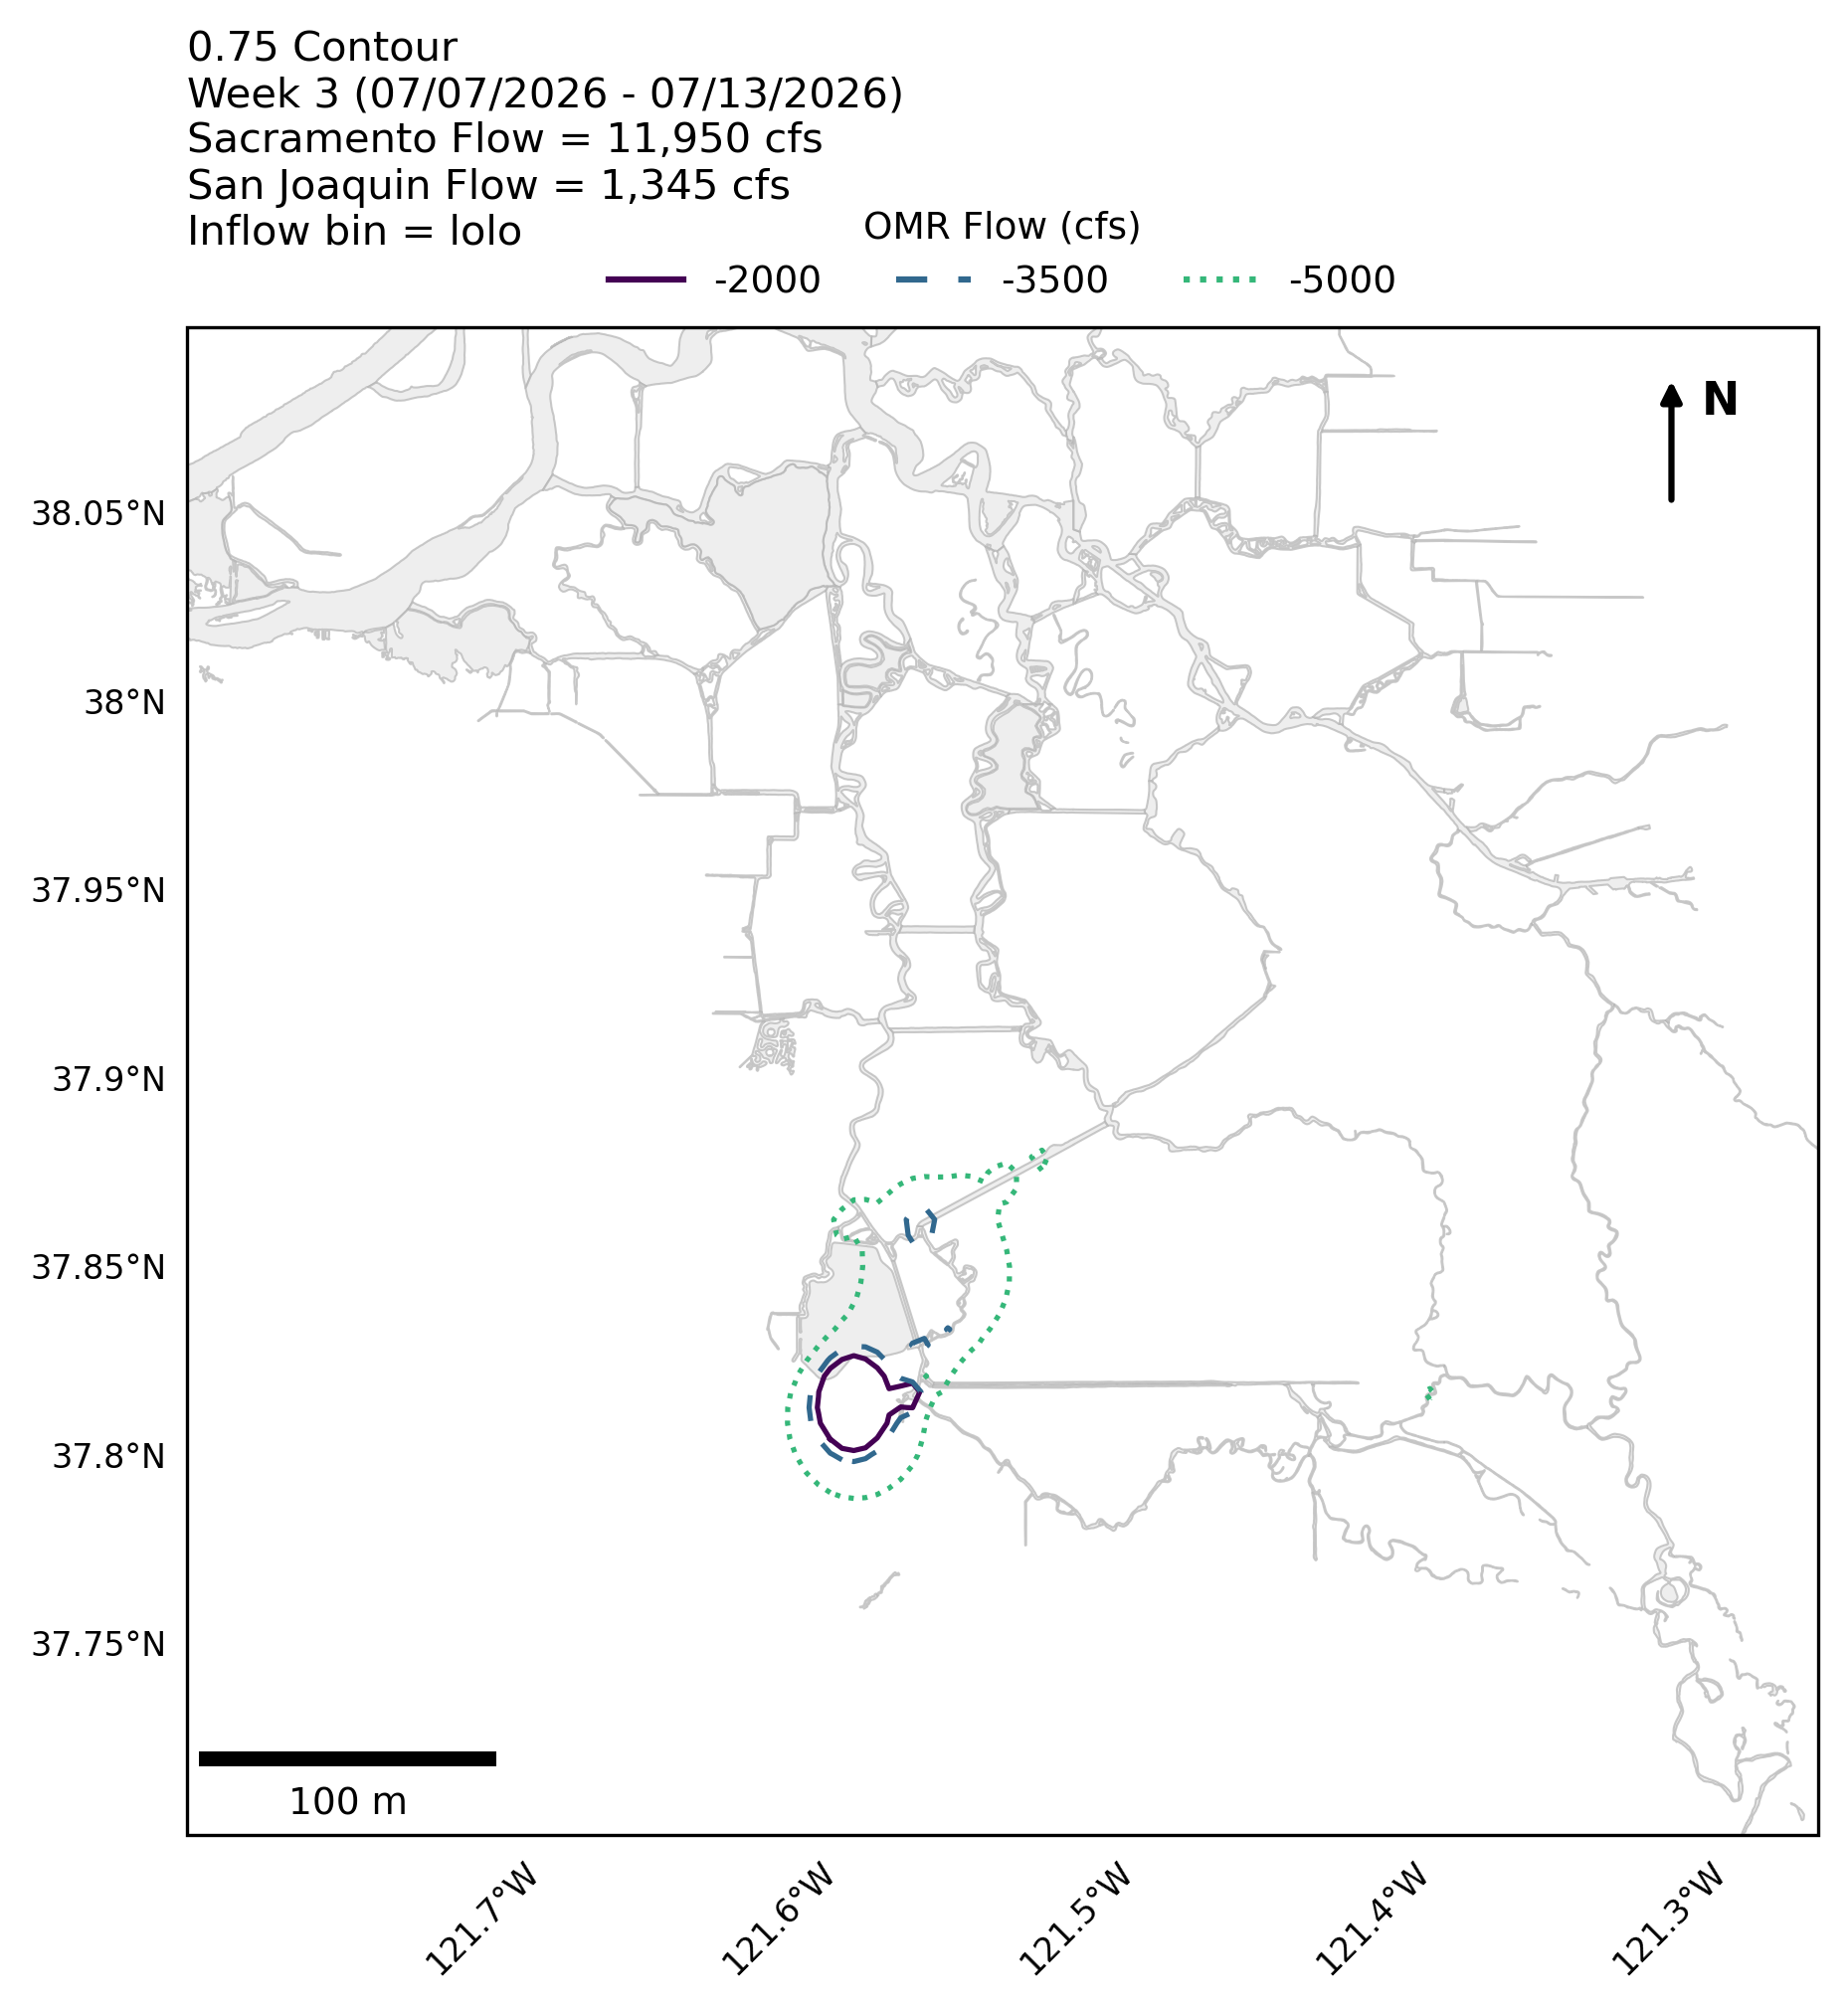 0.75 Contour
Week 3 (07/07/2026 - 07/13/2026)
Sacramento Flow = 11,950 cfs
San Joaquin Flow = 1,345 cfs
Inflow bin = lolo
OMR Flow (cfs)
-2000 -3500 -5000
N
38.05°N
38°N
37.95°N
37.9°N
37.85°N
37.8°N
37.75°N
100 m
121.7°W 121.6°W 121.5°W 121.4°W 121.3°W